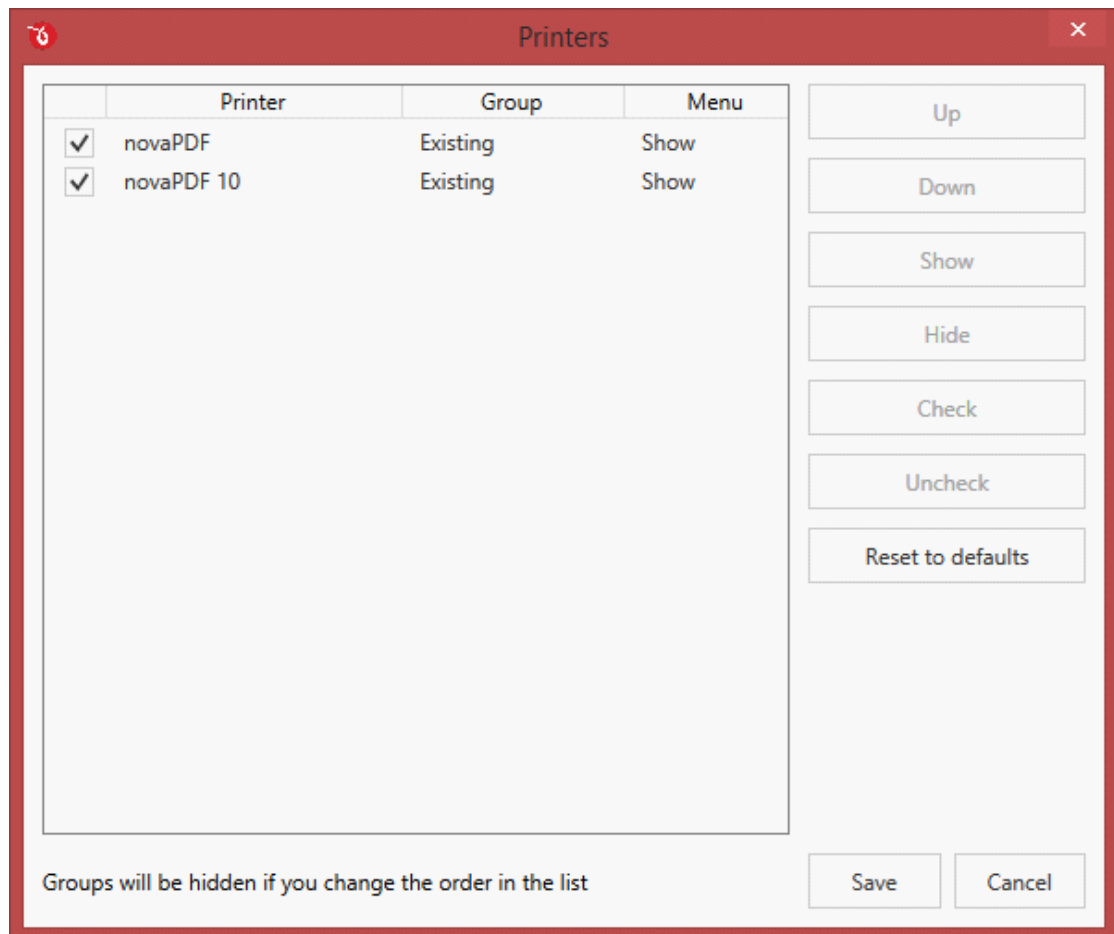 Printers
Printer Group Menu
novaPDF Existing Show
novaPDF 10 Existing Show
Up
Down
Show
Hide
Check
Uncheck
Reset to defaults
Groups will be hidden if you change the order in the list
Save Cancel